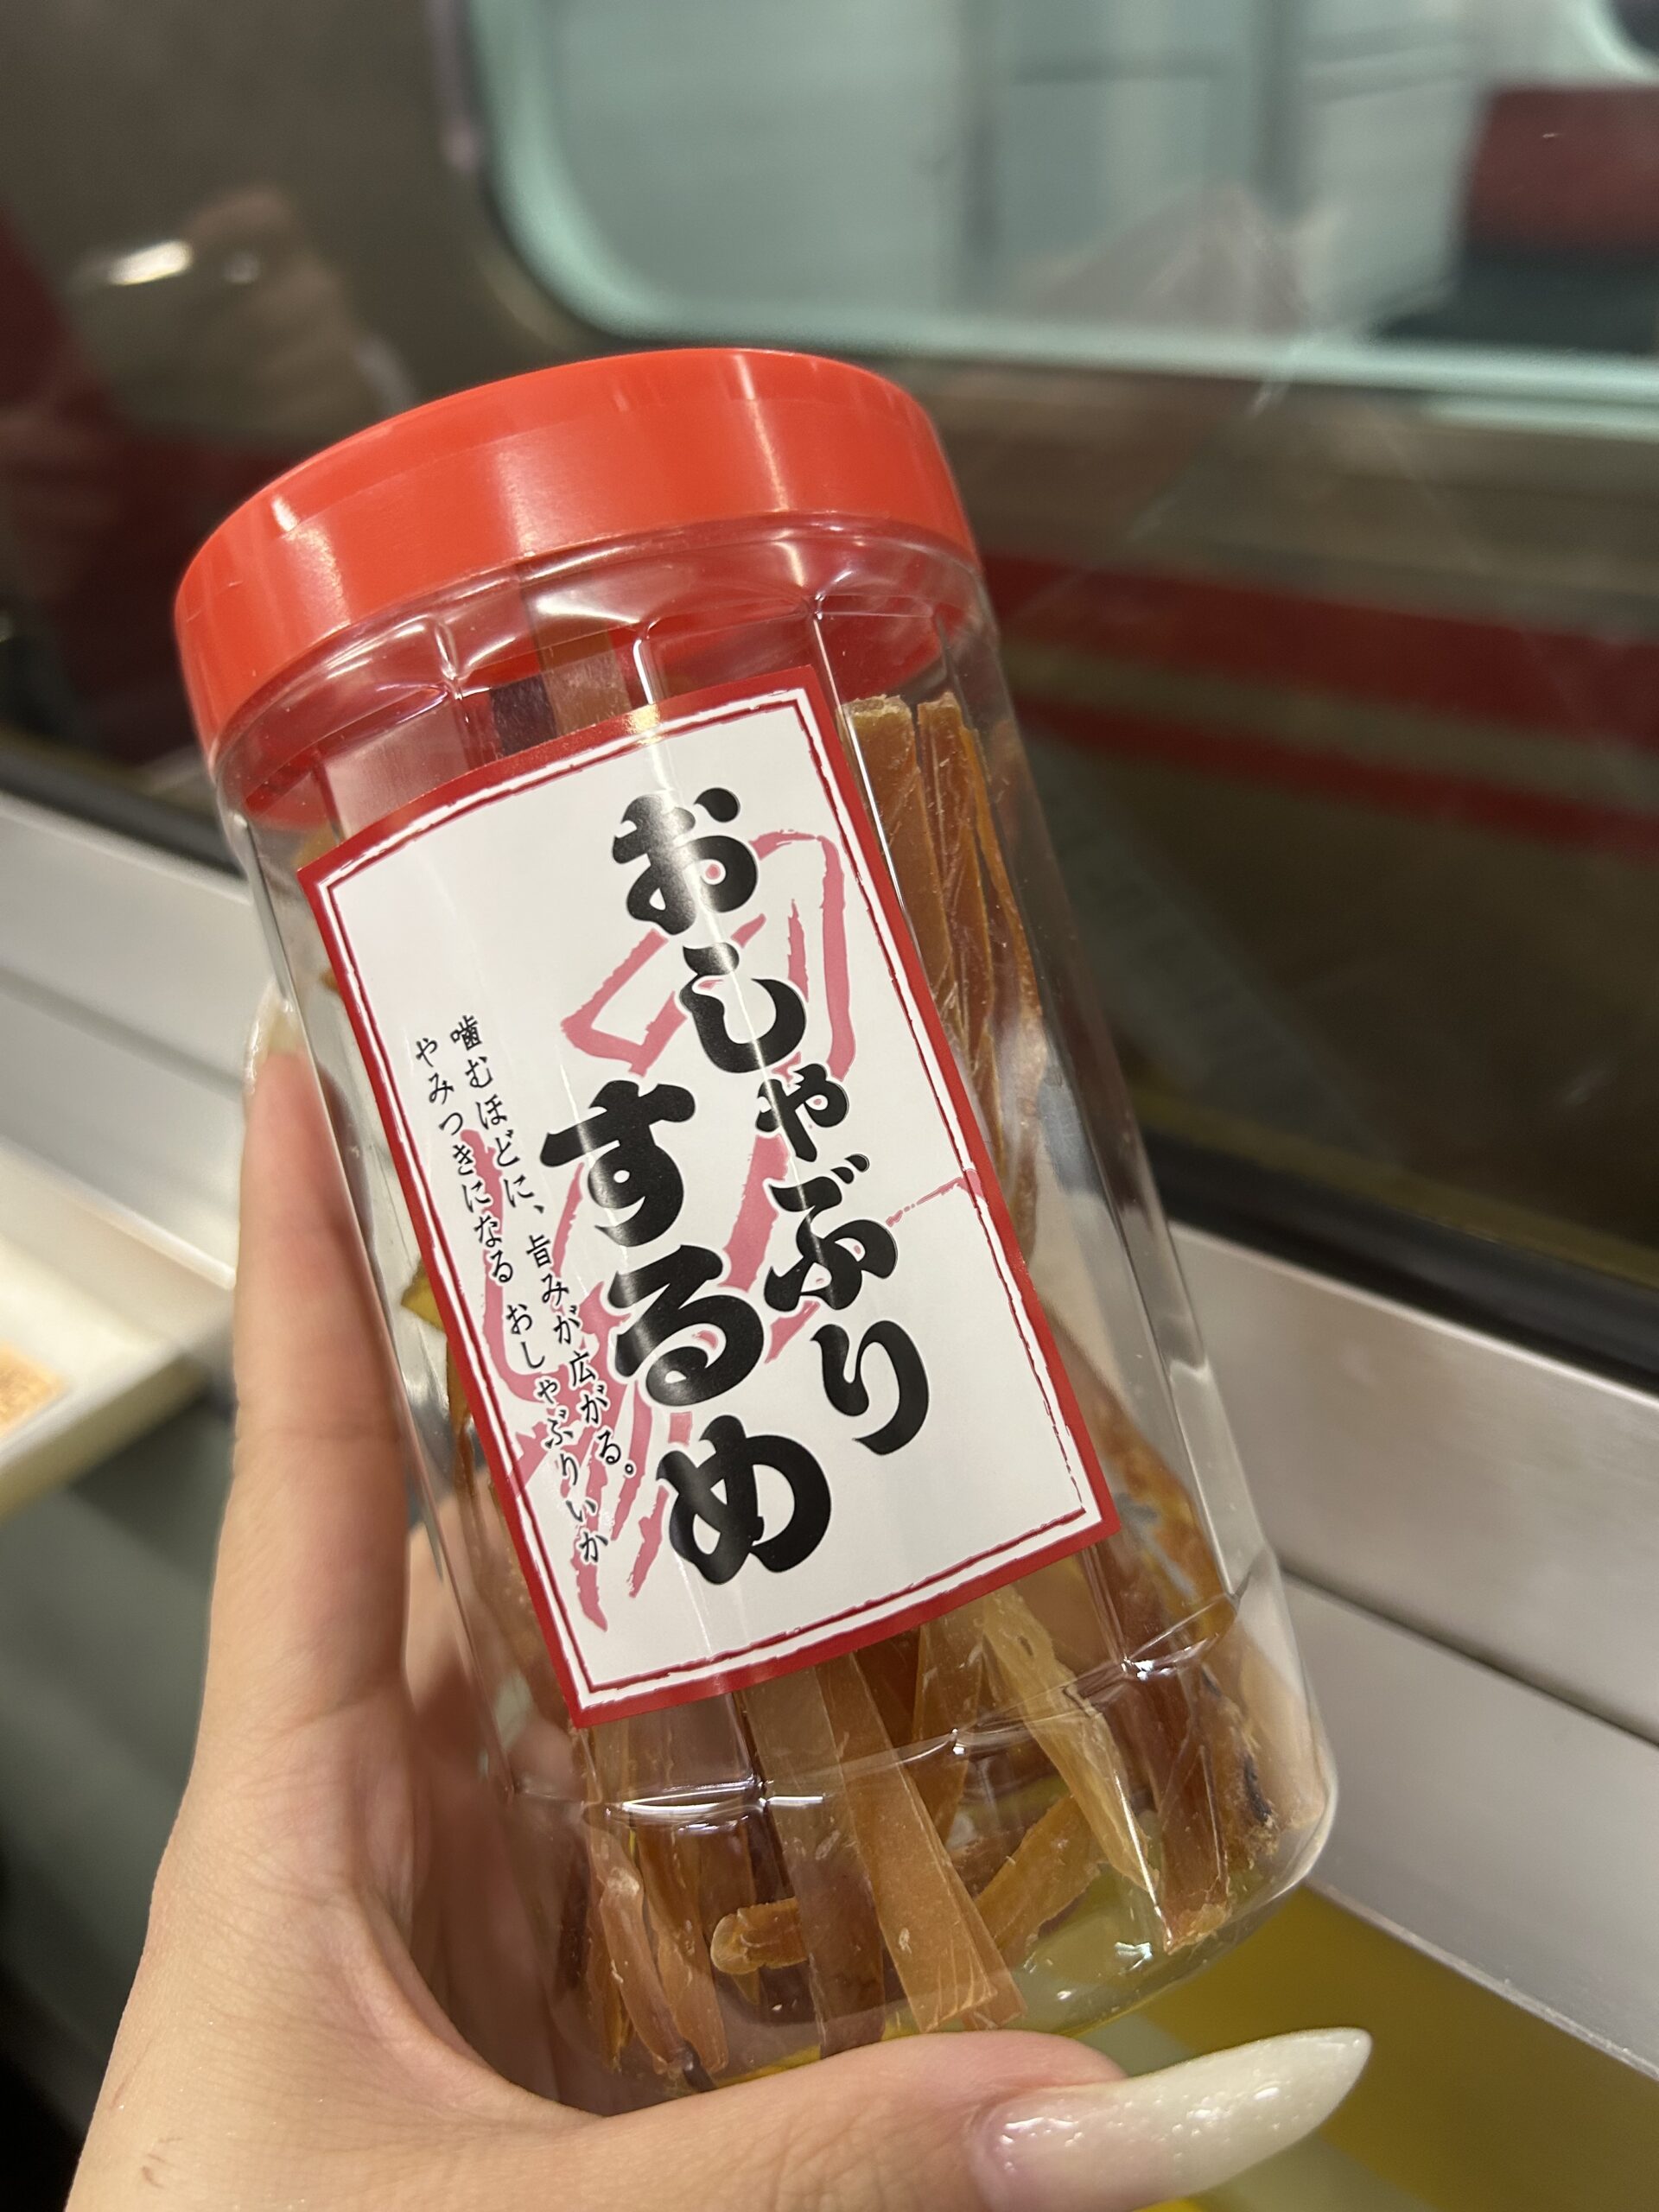 おしゃぶり
するめ
噛むほどに、旨みが広がる。
やみつきになる おしゃぶりいか